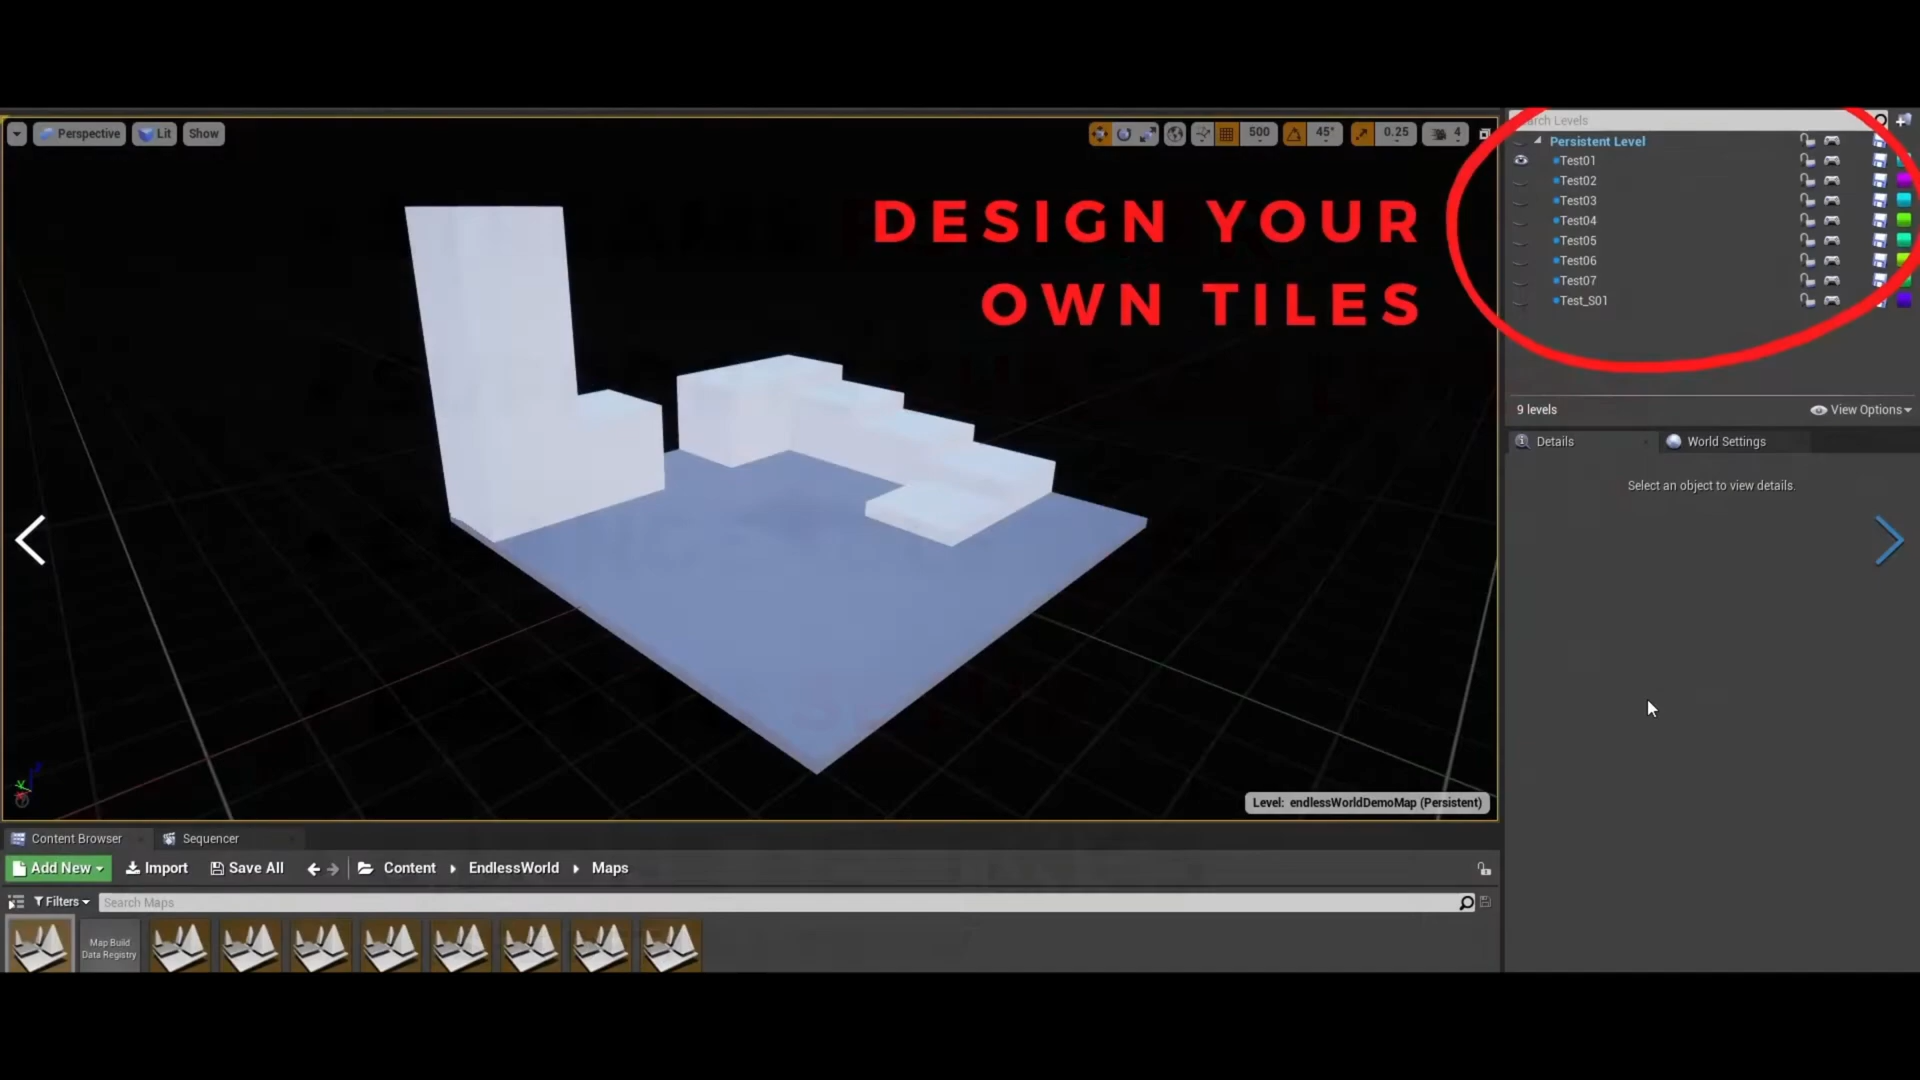 Perspective Lit Show 500 45° 0.25 4
DESIGN YOUR
OWN TILES
Search Levels
Persistent Level
Test01
Test02
Test03
Test04
Test05
Test06
Test07
Test_S01
9 levels View Options
Details World Settings
Select an object to view details.
Level: endlessWorldDemoMap (Persistent)
Content Browser Sequencer
Add New Import Save All Content EndlessWorld Maps
Filters Search Maps
Map Build
Data Registry